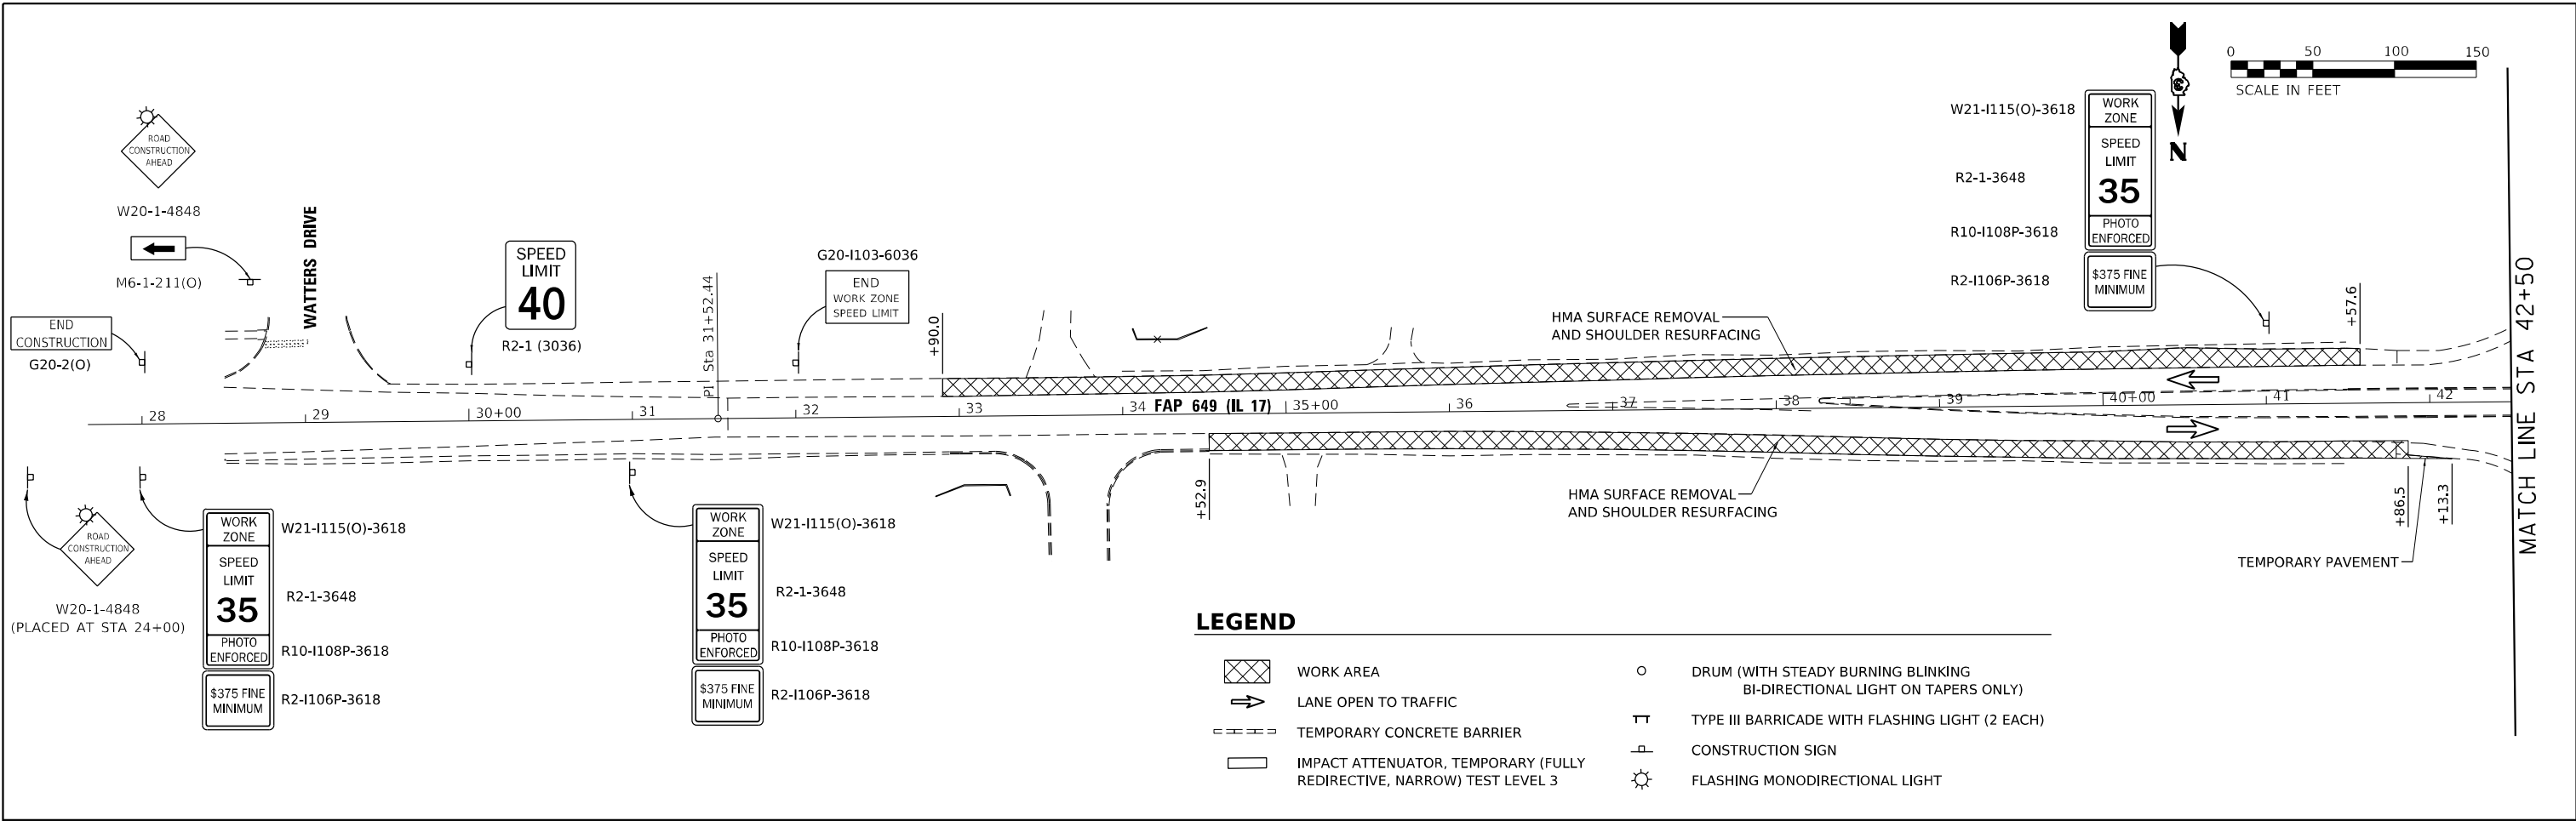 ROAD
CONSTRUCTION
AHEAD
W20-1-4848
M6-1-211(O)
END
CONSTRUCTION
G20-2(O)
WATTERS DRIVE
SPEED
LIMIT
40
R2-1 (3036)
PI Sta 31+52.44
G20-I103-6036
END
WORK ZONE
SPEED LIMIT
+90.0
HMA SURFACE REMOVAL
AND SHOULDER RESURFACING
W21-I115(O)-3618
R2-1-3648
R10-I108P-3618
R2-I106P-3618
WORK
ZONE
SPEED
LIMIT
35
PHOTO
ENFORCED
$375 FINE
MINIMUM
N
0 50 100 150
SCALE IN FEET
+57.6
MATCH LINE STA 42+50
28 29 30+00 31 32 33 34 FAP 649 (IL 17) 35+00 36 37 38 39 40+00 41 42
+52.9
HMA SURFACE REMOVAL
AND SHOULDER RESURFACING
+86.5
+13.3
TEMPORARY PAVEMENT
ROAD
CONSTRUCTION
AHEAD
W20-1-4848
(PLACED AT STA 24+00)
WORK
ZONE
SPEED
LIMIT
35
PHOTO
ENFORCED
$375 FINE
MINIMUM
W21-I115(O)-3618
R2-1-3648
R10-I108P-3618
R2-I106P-3618
WORK
ZONE
SPEED
LIMIT
35
PHOTO
ENFORCED
$375 FINE
MINIMUM
W21-I115(O)-3618
R2-1-3648
R10-I108P-3618
R2-I106P-3618
LEGEND
WORK AREA
LANE OPEN TO TRAFFIC
TEMPORARY CONCRETE BARRIER
IMPACT ATTENUATOR, TEMPORARY (FULLY
REDIRECTIVE, NARROW) TEST LEVEL 3
DRUM (WITH STEADY BURNING BLINKING
BI-DIRECTIONAL LIGHT ON TAPERS ONLY)
TYPE III BARRICADE WITH FLASHING LIGHT (2 EACH)
CONSTRUCTION SIGN
FLASHING MONODIRECTIONAL LIGHT